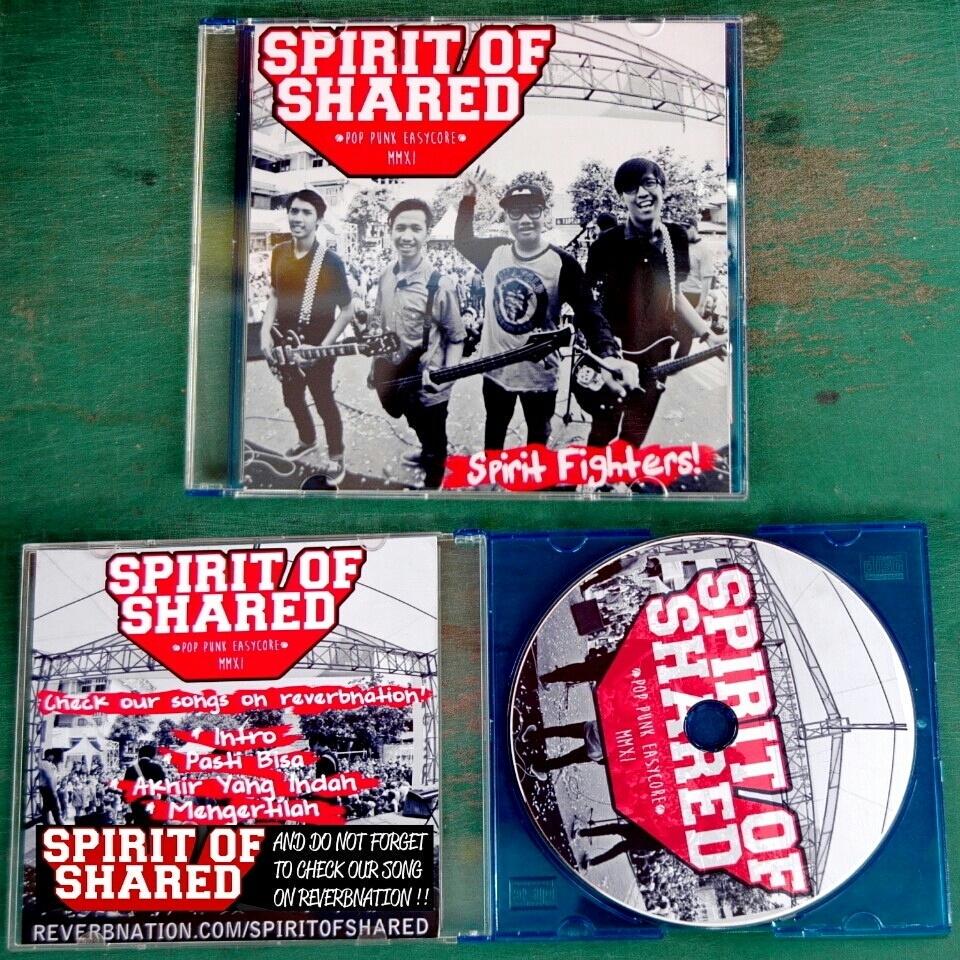 SPIRIT/OF
SHARED
POP PUNK EASYCORE
MMXI
Spirit Fighters!
SPIRIT/OF
SHARED
POP PUNK EASYCORE
MMXI
Check our songs on reverbnation!
• Intro
• Pasti Bisa
• Akhir Yang Indah
• Mengertilah
SPIRIT OF
SHARED
AND DO NOT FORGET
TO CHECK OUR SONG
ON REVERBNATION !!
REVERBNATION.COM/SPIRITOFSHARED
SPIRIT/OF
SHARED
POP PUNK EASYCORE
MMXI